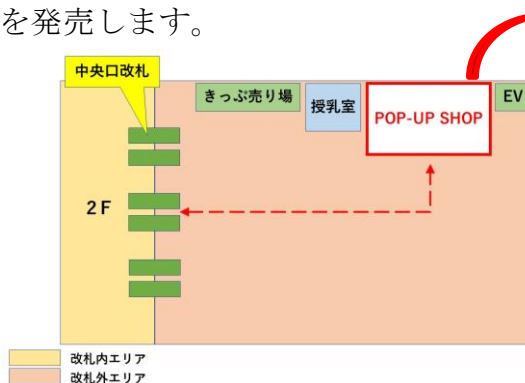 を発売します。
中央口改札
きっぷ売り場
授乳室
POP-UP SHOP
EV
2F
改札内エリア
改札外エリア